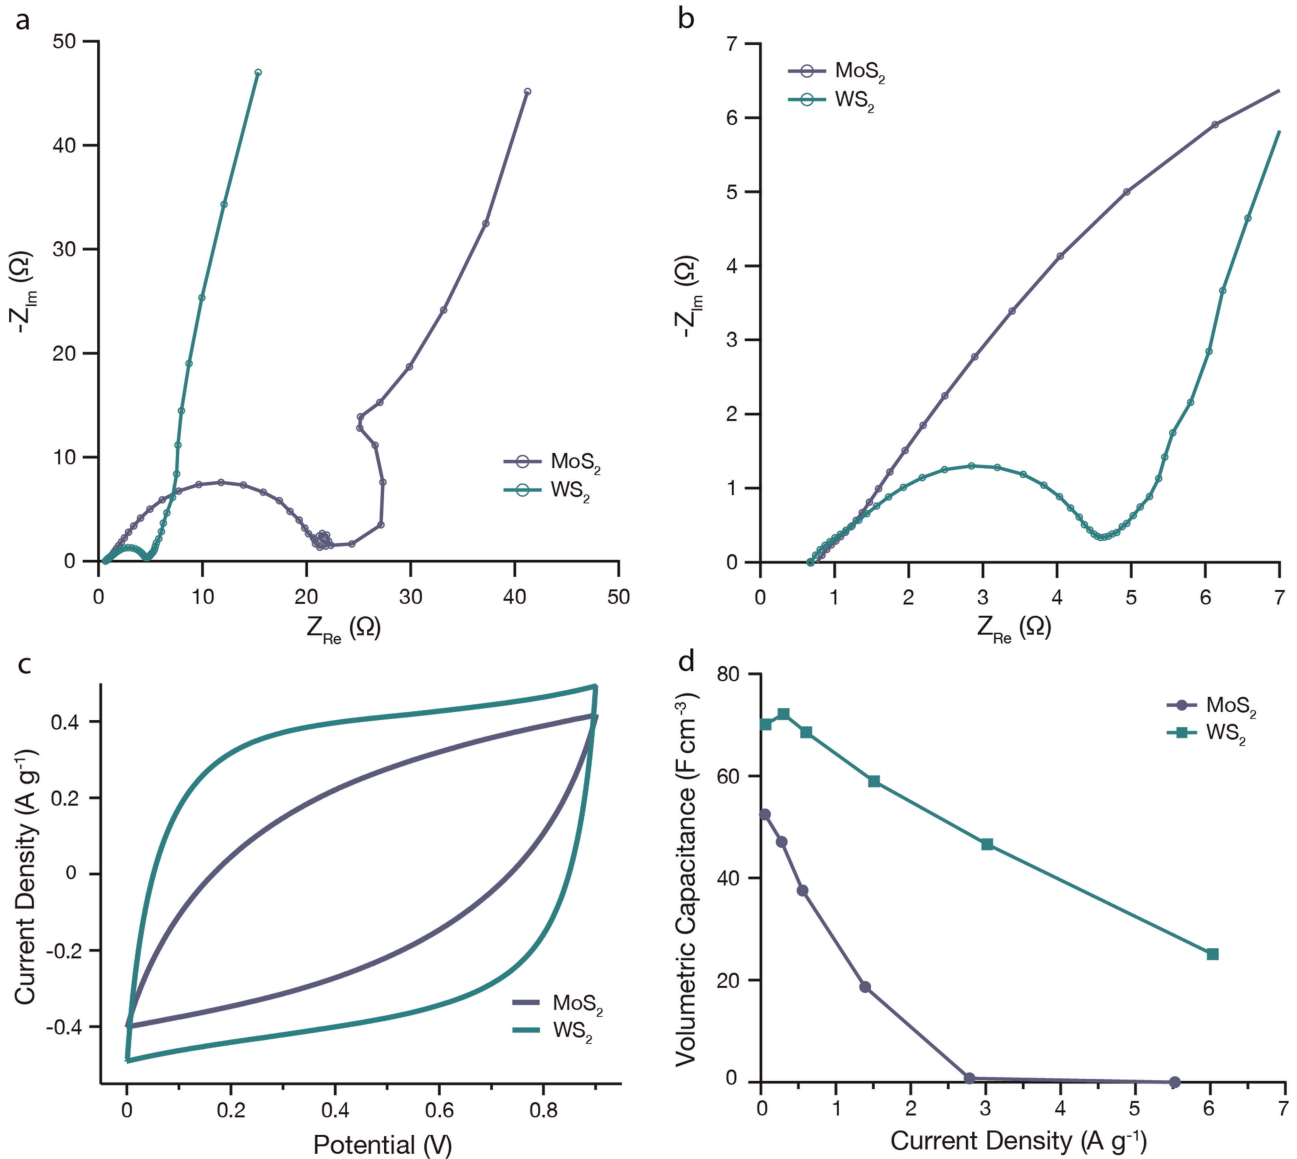 a
50
40
30
20
10
0
-Z_Im (Ω)
MoS₂
WS₂
0 10 20 30 40 50
Z_Re (Ω)
b
7
6
5
4
3
2
1
0
-Z_Im (Ω)
MoS₂
WS₂
0 1 2 3 4 5 6 7
Z_Re (Ω)
c
0.4
0.2
0
-0.2
-0.4
Current Density (A g⁻¹)
MoS₂
WS₂
0 0.2 0.4 0.6 0.8
Potential (V)
d
80
60
40
20
0
Volumetric Capacitance (F cm⁻³)
MoS₂
WS₂
0 1 2 3 4 5 6 7
Current Density (A g⁻¹)